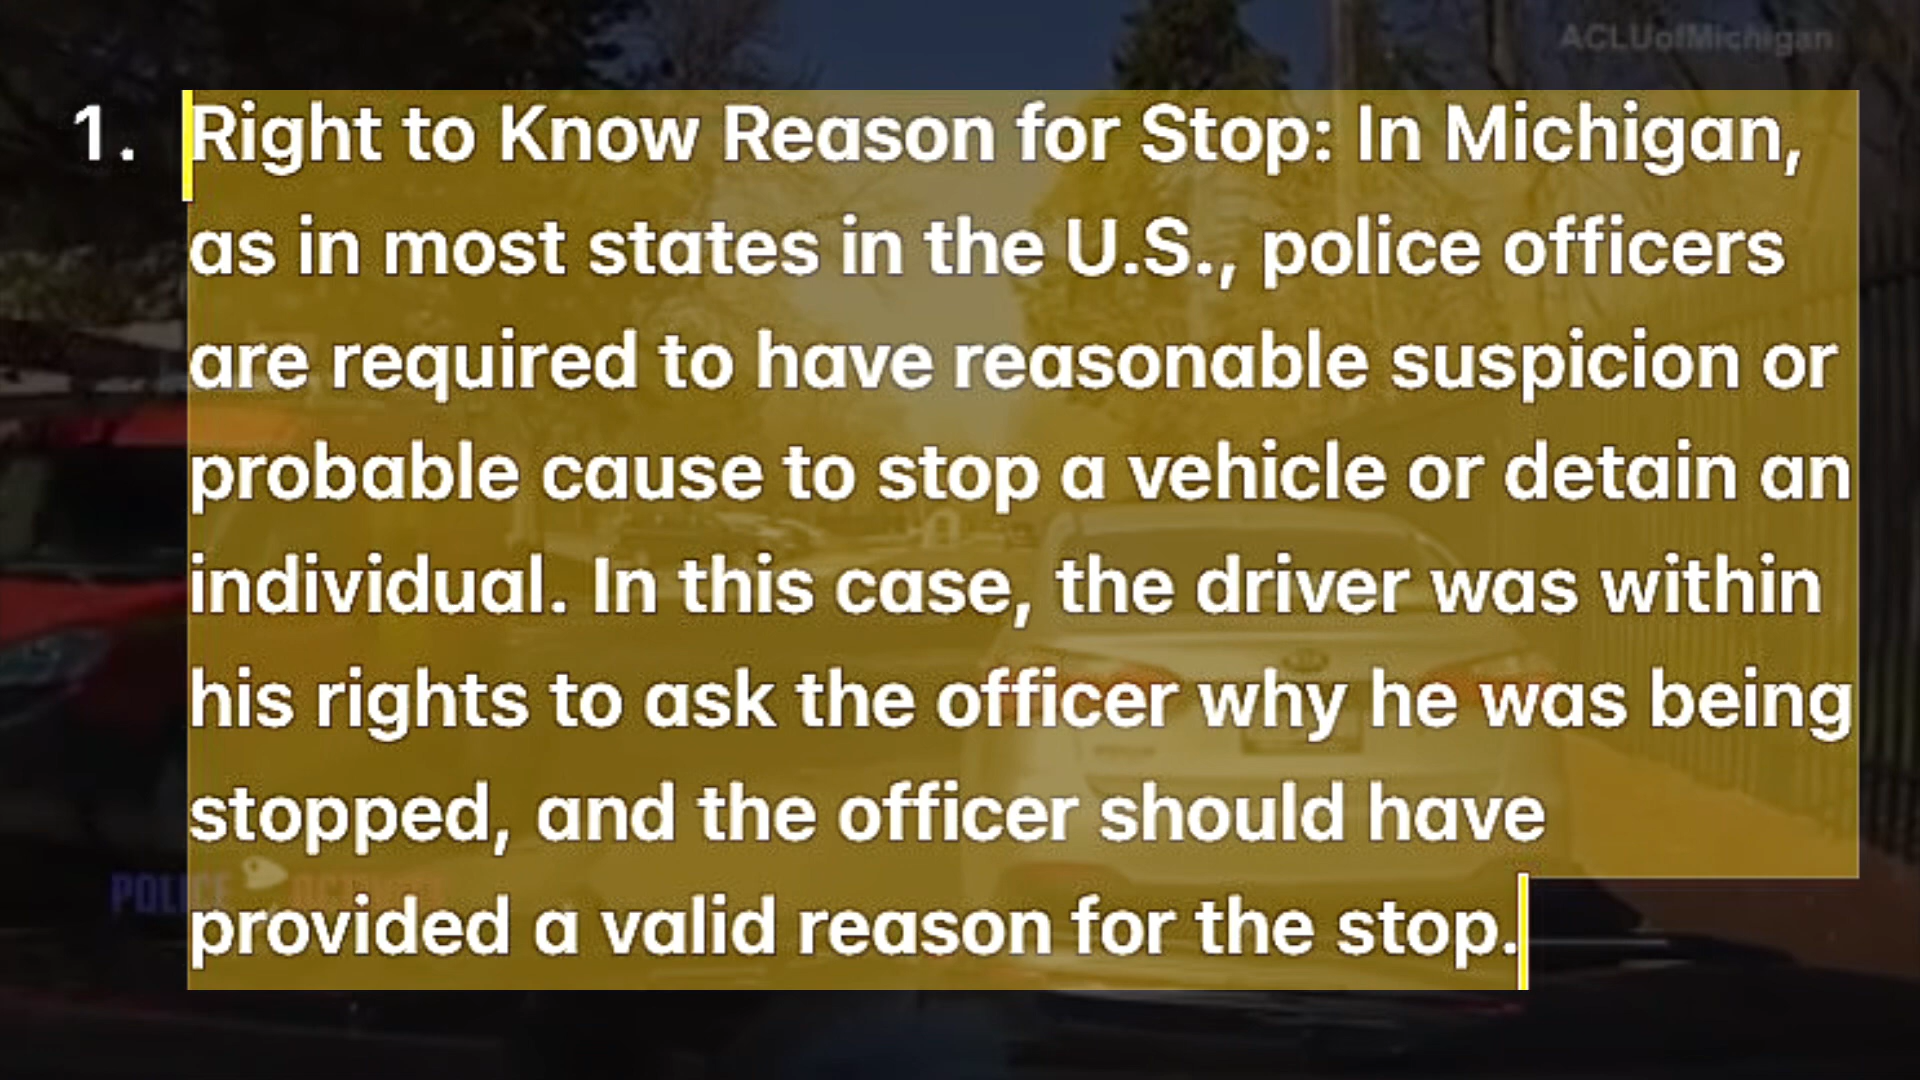 ACLUofMichigan
1. Right to Know Reason for Stop: In Michigan,
as in most states in the U.S., police officers
are required to have reasonable suspicion or
probable cause to stop a vehicle or detain an
individual. In this case, the driver was within
his rights to ask the officer why he was being
stopped, and the officer should have
POLICE ACTIVITY
provided a valid reason for the stop.